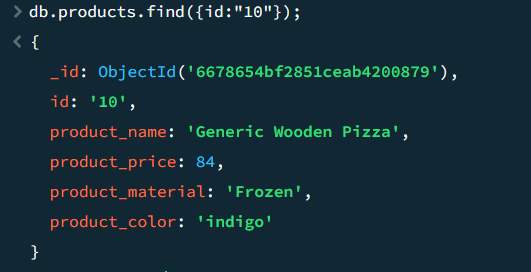 > db.products.find({id:"10"});
< {
_id: ObjectId('6678654bf2851ceab4200879'),
id: '10',
product_name: 'Generic Wooden Pizza',
product_price: 84,
product_material: 'Frozen',
product_color: 'indigo'
}